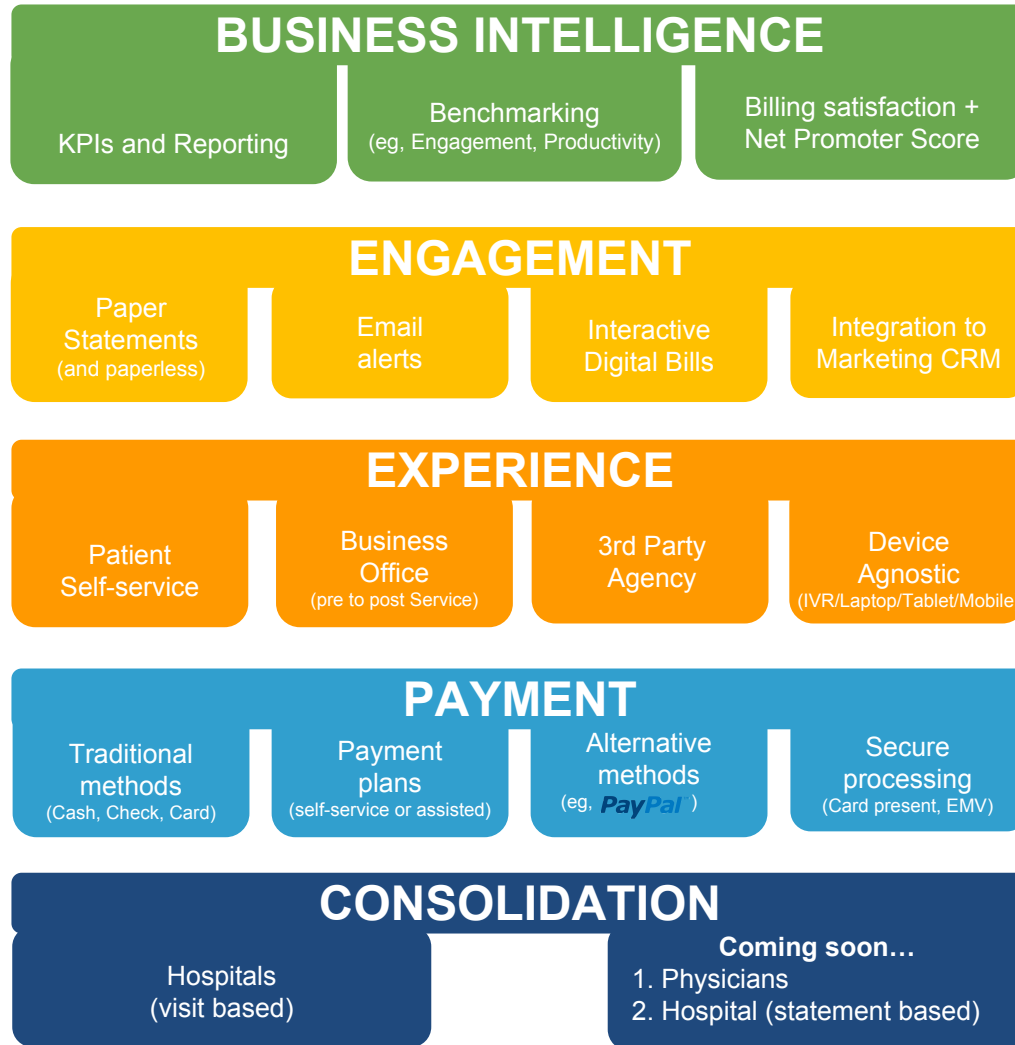 BUSINESS INTELLIGENCE
KPIs and Reporting
Benchmarking
(eg, Engagement, Productivity)
Billing satisfaction +
Net Promoter Score
ENGAGEMENT
Paper
Statements
(and paperless)
Email
alerts
Interactive
Digital Bills
Integration to
Marketing CRM
EXPERIENCE
Patient
Self-service
Business
Office
(pre to post Service)
3rd Party
Agency
Device
Agnostic
(IVR/Laptop/Tablet/Mobile
PAYMENT
Traditional
methods
(Cash, Check, Card)
Payment
plans
(self-service or assisted)
Alternative
methods
(eg, PayPal)
Secure
processing
(Card present, EMV)
CONSOLIDATION
Hospitals
(visit based)
Coming soon…
1. Physicians
2. Hospital (statement based)